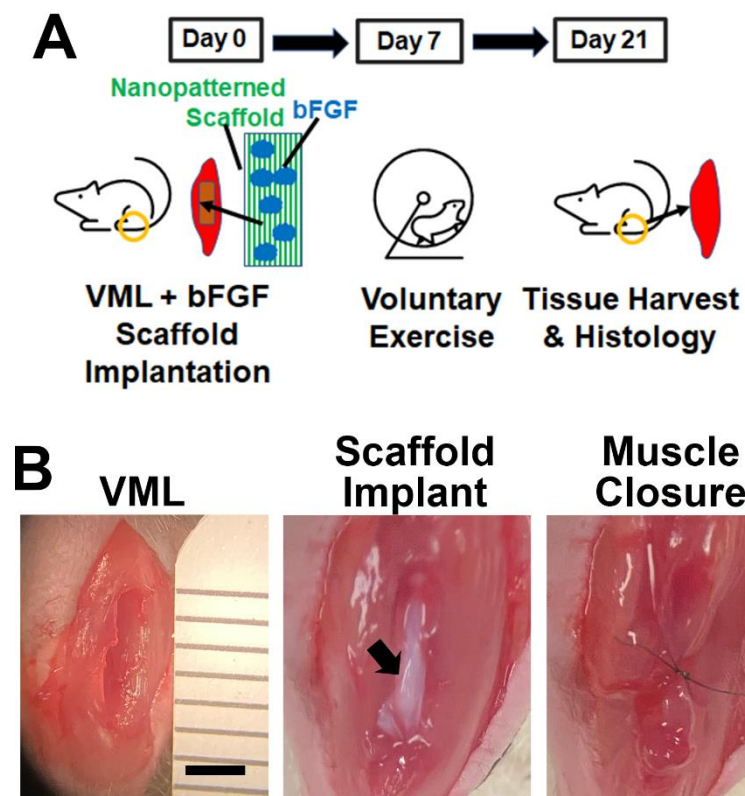 A
Day 0
Day 7
Day 21
Nanopatterned
Scaffold
bFGF
VML + bFGF
Scaffold
Implantation
Voluntary
Exercise
Tissue Harvest
& Histology
B
VML
Scaffold
Implant
Muscle
Closure